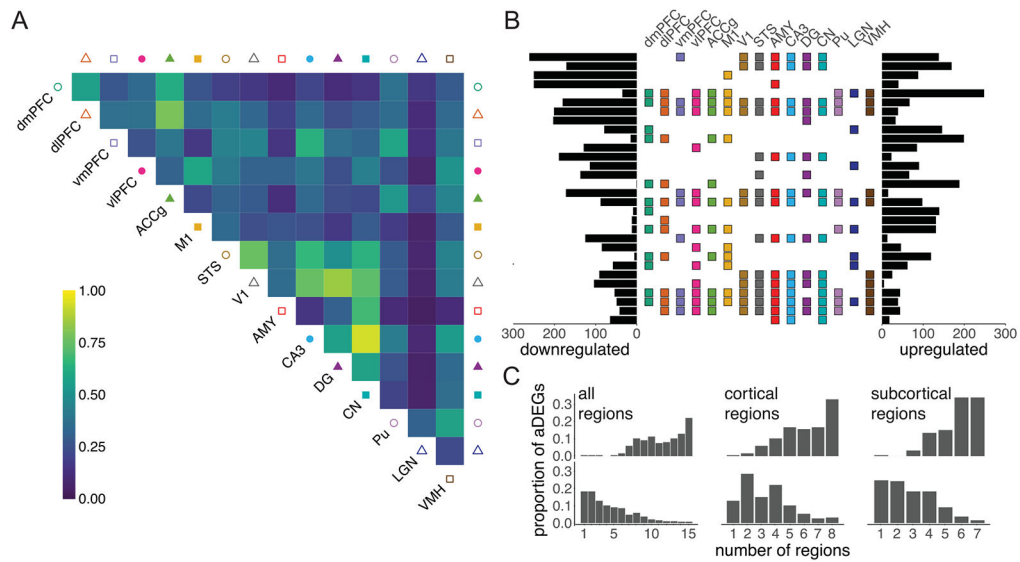 A
dmPFC
dlPFC
vmPFC
vlPFC
ACCg
M1
STS
V1
AMY
CA3
DG
CN
Pu
LGN
VMH
1.00
0.75
0.50
0.25
0.00
B
dmPFC
dlPFC
vmPFC
vlPFC
ACCg
M1
V1
STS
AMY
CA3
DG
CN
Pu
LGN
VMH
300 200 100 0
downregulated
0 100 200 300
upregulated
C
all
regions
cortical
regions
subcortical
regions
proportion of aDEGs
0.3
0.2
0.1
0.0
0.3
0.2
0.1
0.0
1 5 10 15
1 2 3 4 5 6 7 8
1 2 3 4 5 6 7
number of regions